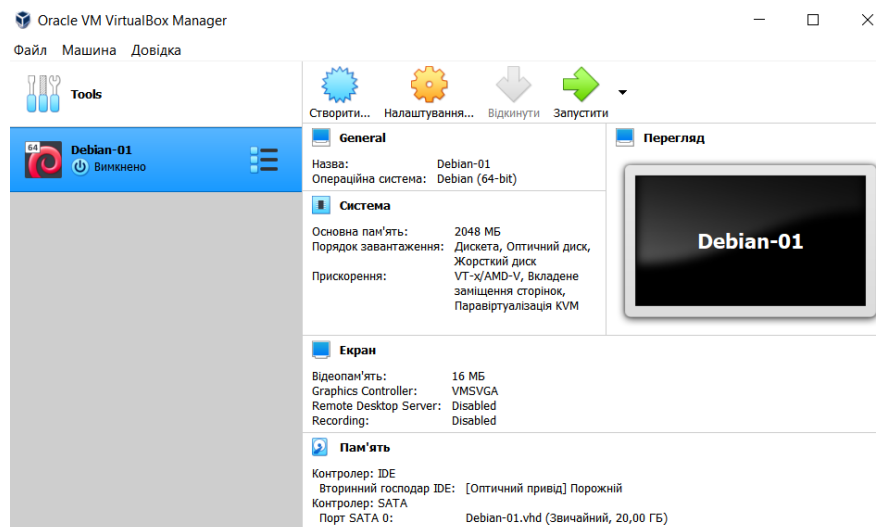 Oracle VM VirtualBox Manager
Файл Машина Довідка
Tools
Створити... Налаштування... Відкинути Запустити
64
Debian-01
Вимкнено
General
Назва: Debian-01
Операційна система: Debian (64-bit)
Перегляд
Debian-01
Система
Основна пам'ять: 2048 МБ
Порядок завантаження: Дискета, Оптичний диск,
Жорсткий диск
Прискорення: VT-x/AMD-V, Вкладене
заміщення сторінок,
Паравіртуалізація KVM
Екран
Відеопам'ять: 16 МБ
Graphics Controller: VMSVGA
Remote Desktop Server: Disabled
Recording: Disabled
Пам'ять
Контролер: IDE
Вторинний господар IDE: [Оптичний привід] Порожній
Контролер: SATA
Порт SATA 0: Debian-01.vhd (Звичайний, 20,00 ГБ)